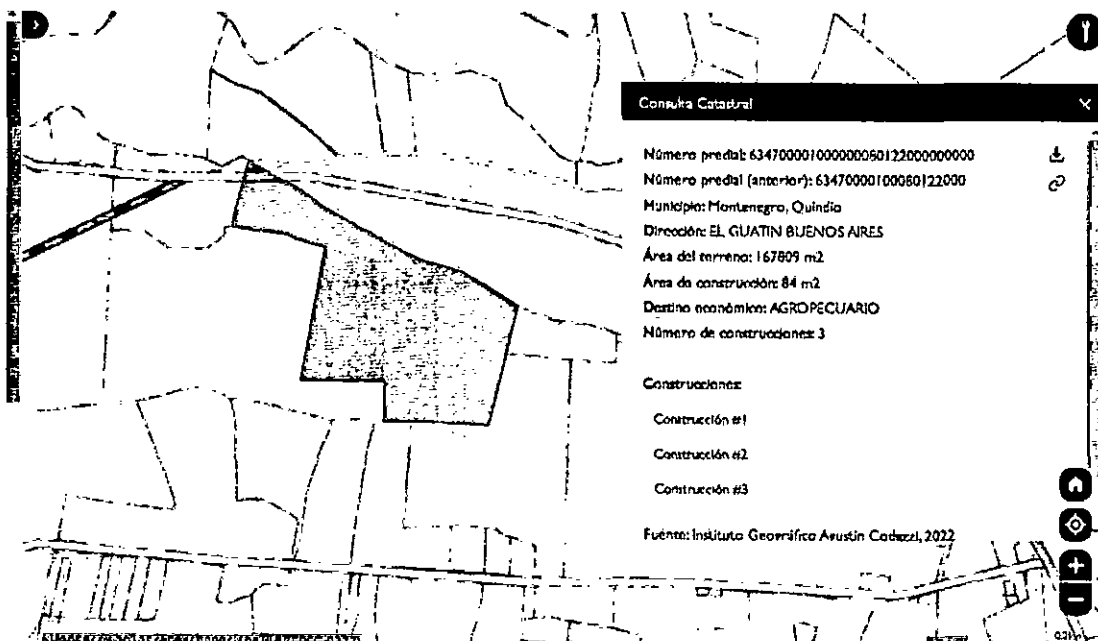 Consulta Catastral
Número predial: 634700001000000080122000000000
Número predial (anterior): 63470000100080122000
Municipio: Montenegro, Quindío
Dirección: EL GUATIN BUENOS AIRES
Área del terreno: 167809 m2
Área de construcción: 84 m2
Destino económico: AGROPECUARIO
Número de construcciones: 3
Construcciones:
Construcción #1
Construcción #2
Construcción #3
Fuente: Instituto Geográfico Agustín Codazzi, 2022